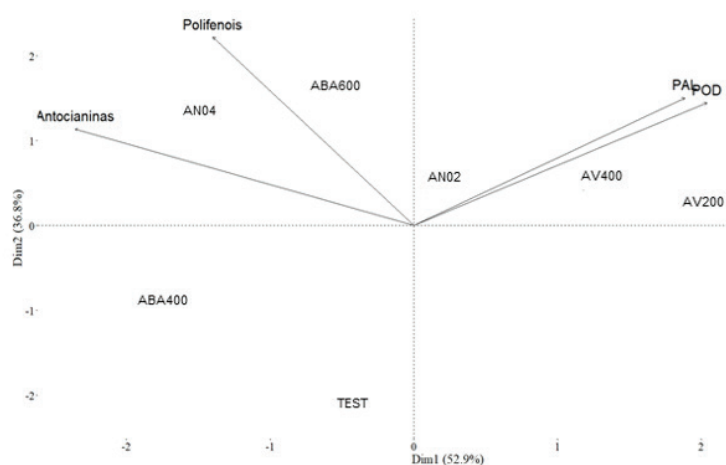 Polifenois
2
ABA600
PAL
POD
AN04
Antocianinas
1
AN02
AV400
AV200
0
Dim2 (36.8%)
ABA400
-1
-2
TEST
-2
-1
0
1
2
Dim1 (52.9%)